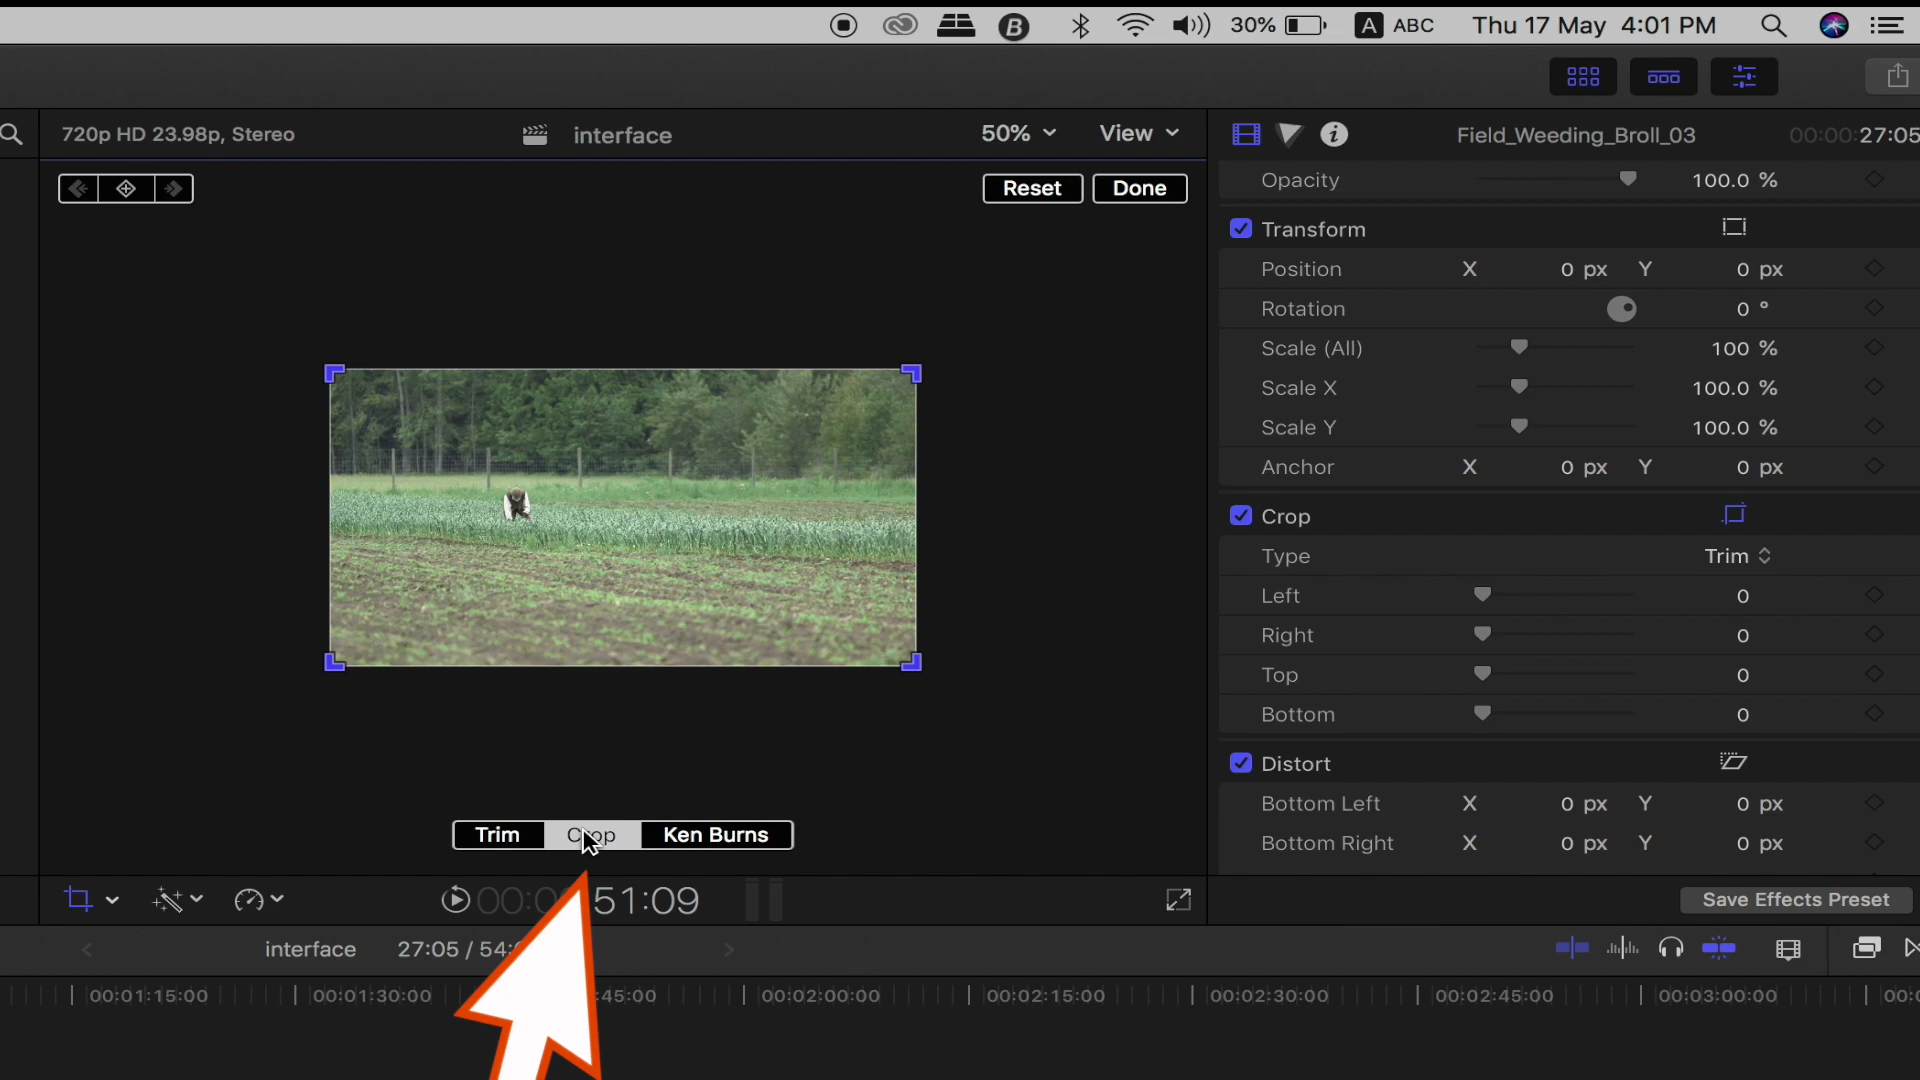 30% A ABC Thu 17 May 4:01 PM
720p HD 23.98p, Stereo interface 50% View
Field_Weeding_Broll_03 00:00:27:05
Reset Done
Opacity 100.0 %
Transform
Position X 0 px Y 0 px
Rotation 0 °
Scale (All) 100 %
Scale X 100.0 %
Scale Y 100.0 %
Anchor X 0 px Y 0 px
Crop
Type Trim
Left 0
Right 0
Top 0
Bottom 0
Distort
Bottom Left X 0 px Y 0 px
Bottom Right X 0 px Y 0 px
Trim Crop Ken Burns
51:09
Save Effects Preset
interface 27:05 / 54:
00:01:15:00 00:01:30:00 45:00 00:02:00:00 00:02:15:00 00:02:30:00 00:02:45:00 00:03:00:00